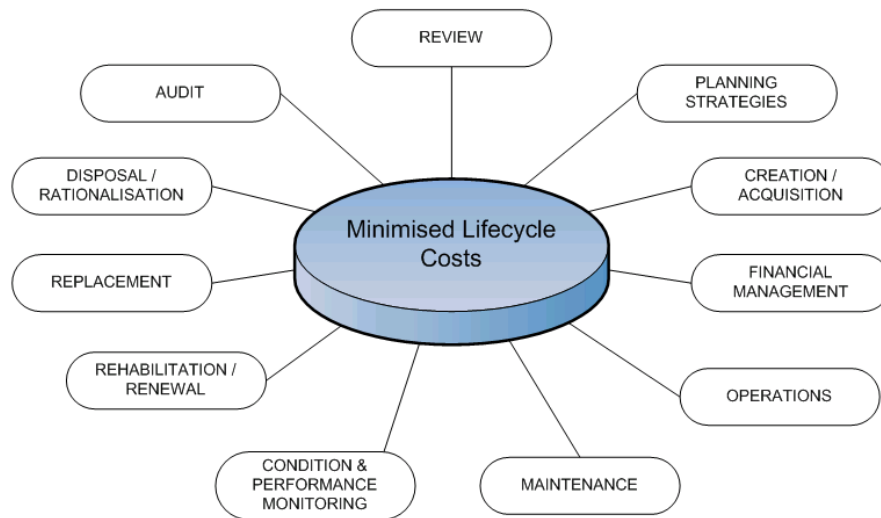 REVIEW
AUDIT
PLANNING
STRATEGIES
DISPOSAL /
RATIONALISATION
CREATION /
ACQUISITION
Minimised Lifecycle
Costs
REPLACEMENT
FINANCIAL
MANAGEMENT
REHABILITATION /
RENEWAL
OPERATIONS
CONDITION &
PERFORMANCE
MONITORING
MAINTENANCE